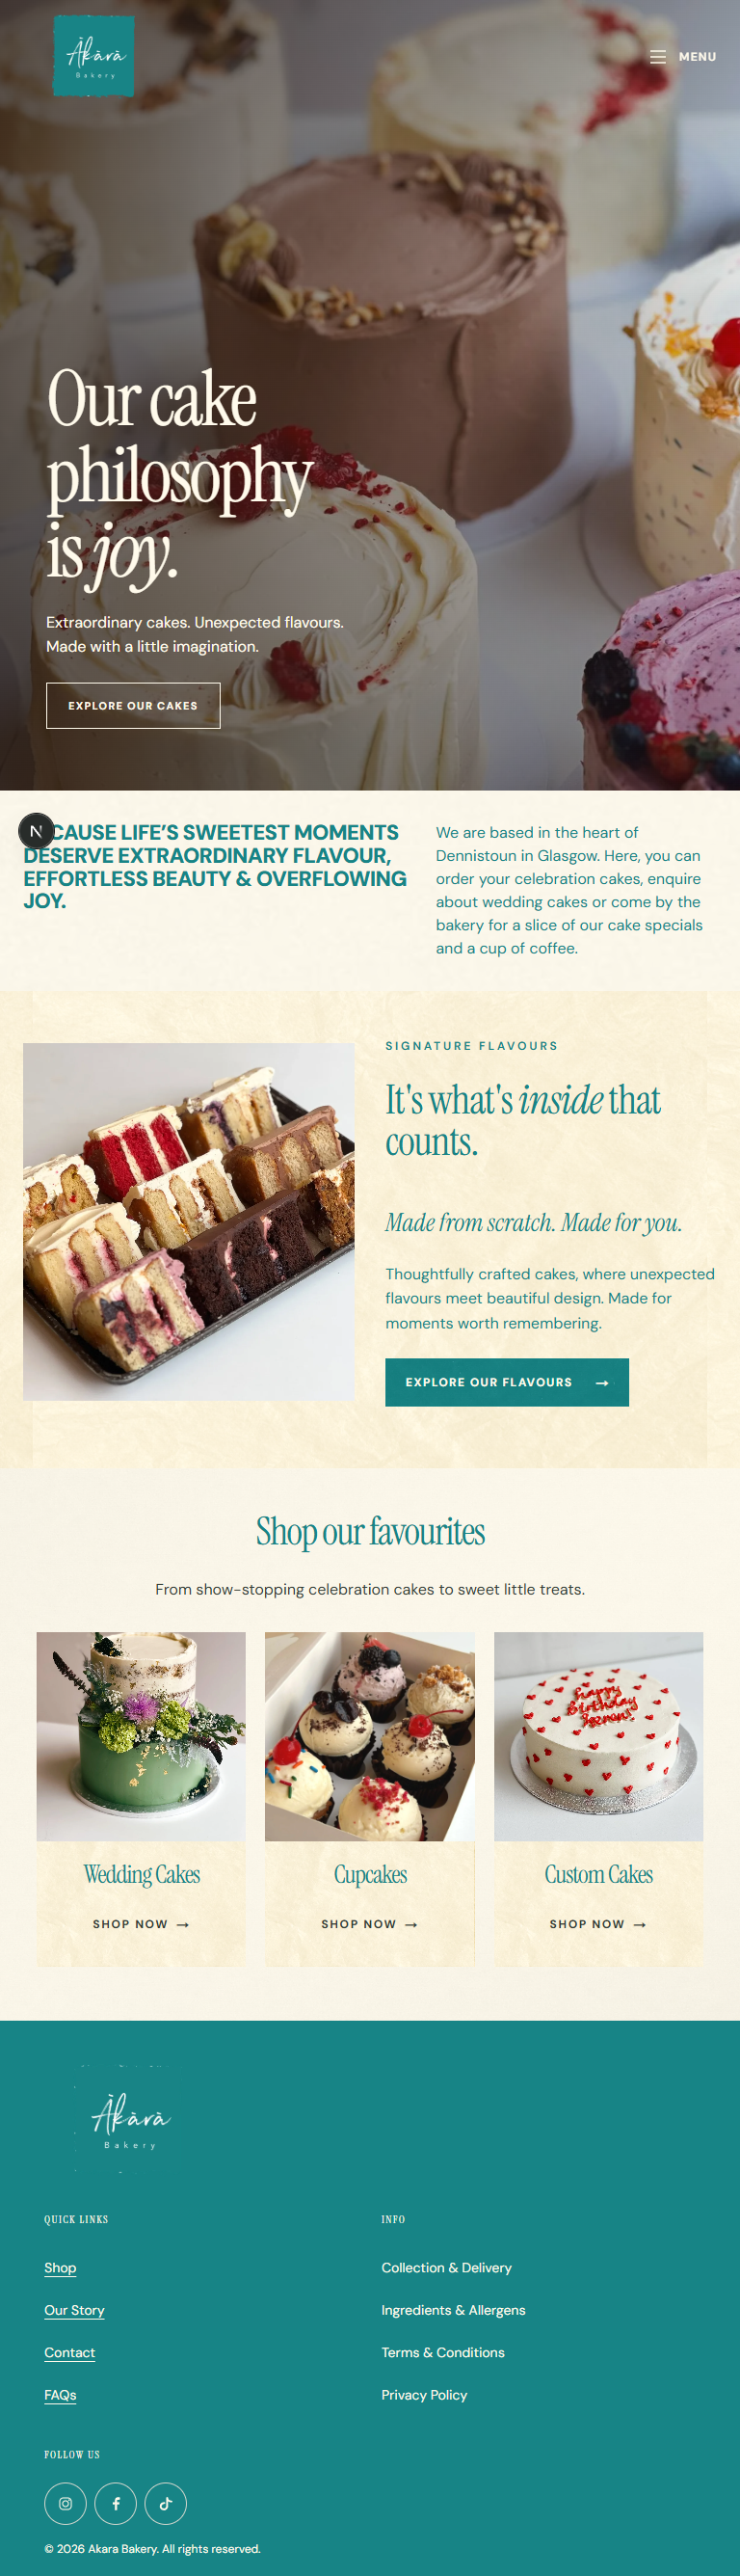 Àkàrà
Bakery
MENU
Our cake
philosophy
is joy.
Extraordinary cakes. Unexpected flavours.
Made with a little imagination.
EXPLORE OUR CAKES
N
CAUSE LIFE’S SWEETEST MOMENTS
DESERVE EXTRAORDINARY FLAVOUR,
EFFORTLESS BEAUTY & OVERFLOWING
JOY.
We are based in the heart of
Dennistoun in Glasgow. Here, you can
order your celebration cakes, enquire
about wedding cakes or come by the
bakery for a slice of our cake specials
and a cup of coffee.
SIGNATURE FLAVOURS
It's what's inside that
counts.
Made from scratch. Made for you.
Thoughtfully crafted cakes, where unexpected
flavours meet beautiful design. Made for
moments worth remembering.
EXPLORE OUR FLAVOURS →
Shop our favourites
From show-stopping celebration cakes to sweet little treats.
happy
Birthday
Wedding Cakes
Cupcakes
Custom Cakes
SHOP NOW →
SHOP NOW →
SHOP NOW →
Àkàrà
Bakery
QUICK LINKS
Shop
Our Story
Contact
FAQs
INFO
Collection & Delivery
Ingredients & Allergens
Terms & Conditions
Privacy Policy
FOLLOW US
© 2026 Akara Bakery. All rights reserved.